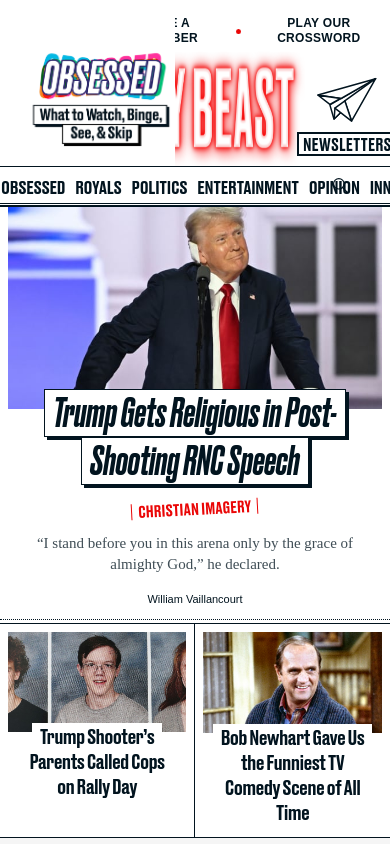 E A
BER
PLAY OUR
CROSSWORD
OBSESSED
What to Watch, Binge,
See, & Skip
Y BEAST
NEWSLETTERS
OBSESSED ROYALS POLITICS ENTERTAINMENT OPINION INN
Trump Gets Religious in Post-
Shooting RNC Speech
CHRISTIAN IMAGERY
“I stand before you in this arena only by the grace of
almighty God,” he declared.
William Vaillancourt
Trump Shooter’s
Parents Called Cops
on Rally Day
Bob Newhart Gave Us
the Funniest TV
Comedy Scene of All
Time